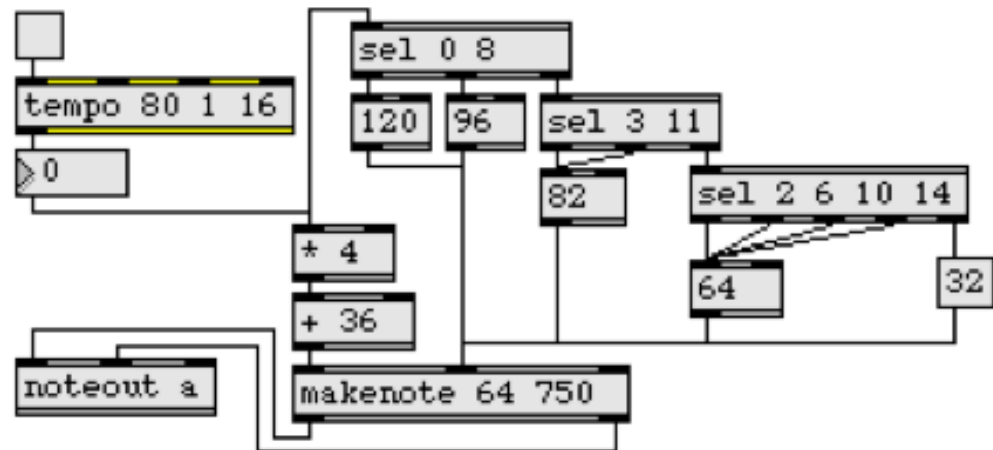 sel 0 8
tempo 80 1 16
120
96
sel 3 11
0
82
sel 2 6 10 14
* 4
64
32
+ 36
noteout a
makenote 64 750